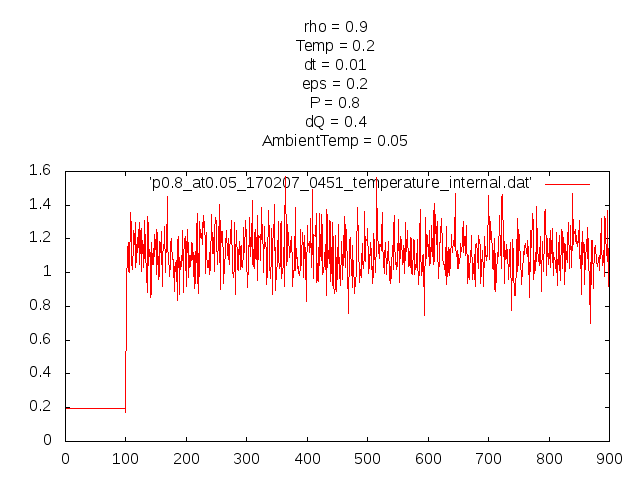 rho = 0.9
Temp = 0.2
dt = 0.01
eps = 0.2
P = 0.8
dQ = 0.4
AmbientTemp = 0.05
1.6
'p0.8_at0.05_170207_0451_temperature_internal.dat'
1.4
1.2
1
0.8
0.6
0.4
0.2
0
0 100 200 300 400 500 600 700 800 900